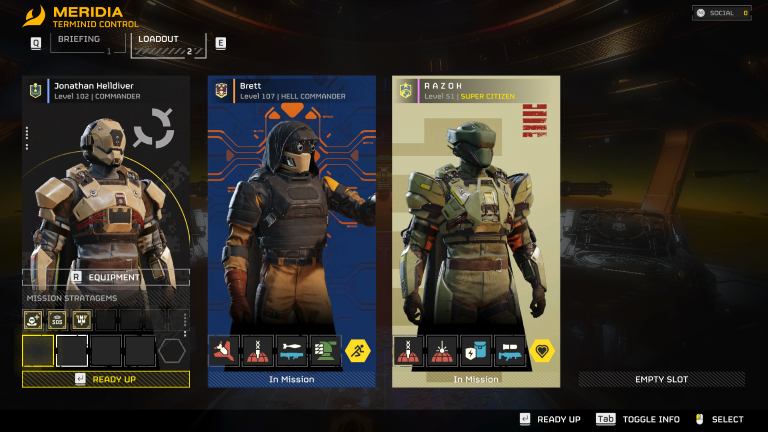 MERIDIA
TERMINID CONTROL
SOCIAL 0
Q
BRIEFING
1
LOADOUT
2
E
Jonathan Helldiver
Level 102 | COMMANDER
Brett
Level 107 | HELL COMMANDER
R A Z O K
Level 51 | SUPER CITIZEN
R EQUIPMENT
MISSION STRATAGEMS
SOS
READY UP
In Mission
In Mission
EMPTY SLOT
READY UP
Tab TOGGLE INFO
SELECT